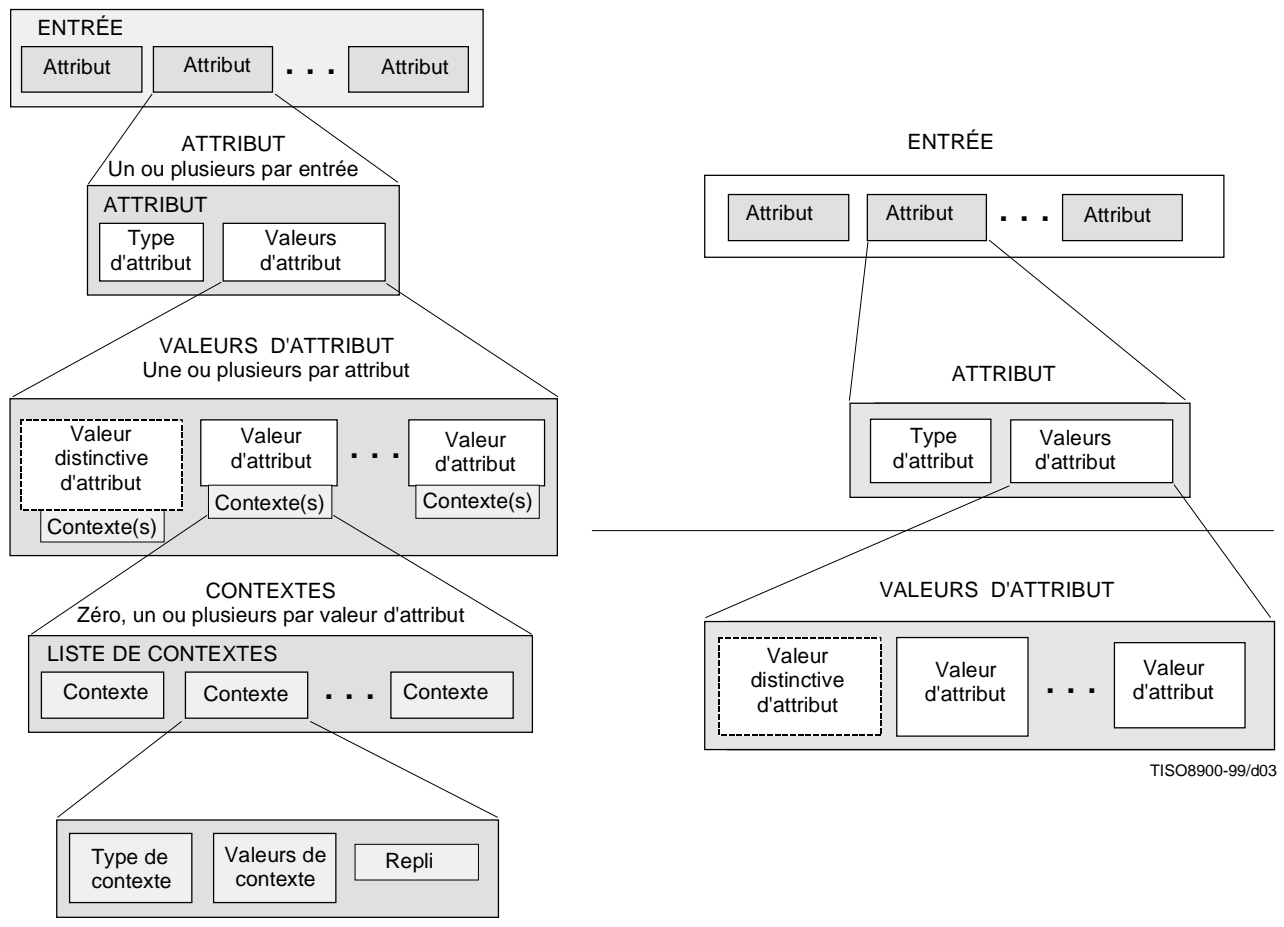 ENTRÉE
Attribut Attribut . . . Attribut
ATTRIBUT
Un ou plusieurs par entrée
ATTRIBUT
Type
d'attribut
Valeurs
d'attribut
VALEURS D'ATTRIBUT
Une ou plusieurs par attribut
Valeur
distinctive
d'attribut
Contexte(s)
Valeur
d'attribut
Contexte(s)
. . .
Valeur
d'attribut
Contexte(s)
CONTEXTES
Zéro, un ou plusieurs par valeur d'attribut
LISTE DE CONTEXTES
Contexte Contexte . . . Contexte
Type de
contexte
Valeurs de
contexte
Repli
ENTRÉE
Attribut Attribut . . . Attribut
ATTRIBUT
Type
d'attribut
Valeurs
d'attribut
VALEURS D'ATTRIBUT
Valeur
distinctive
d'attribut
Valeur
d'attribut
. . .
Valeur
d'attribut
TISO8900-99/d03